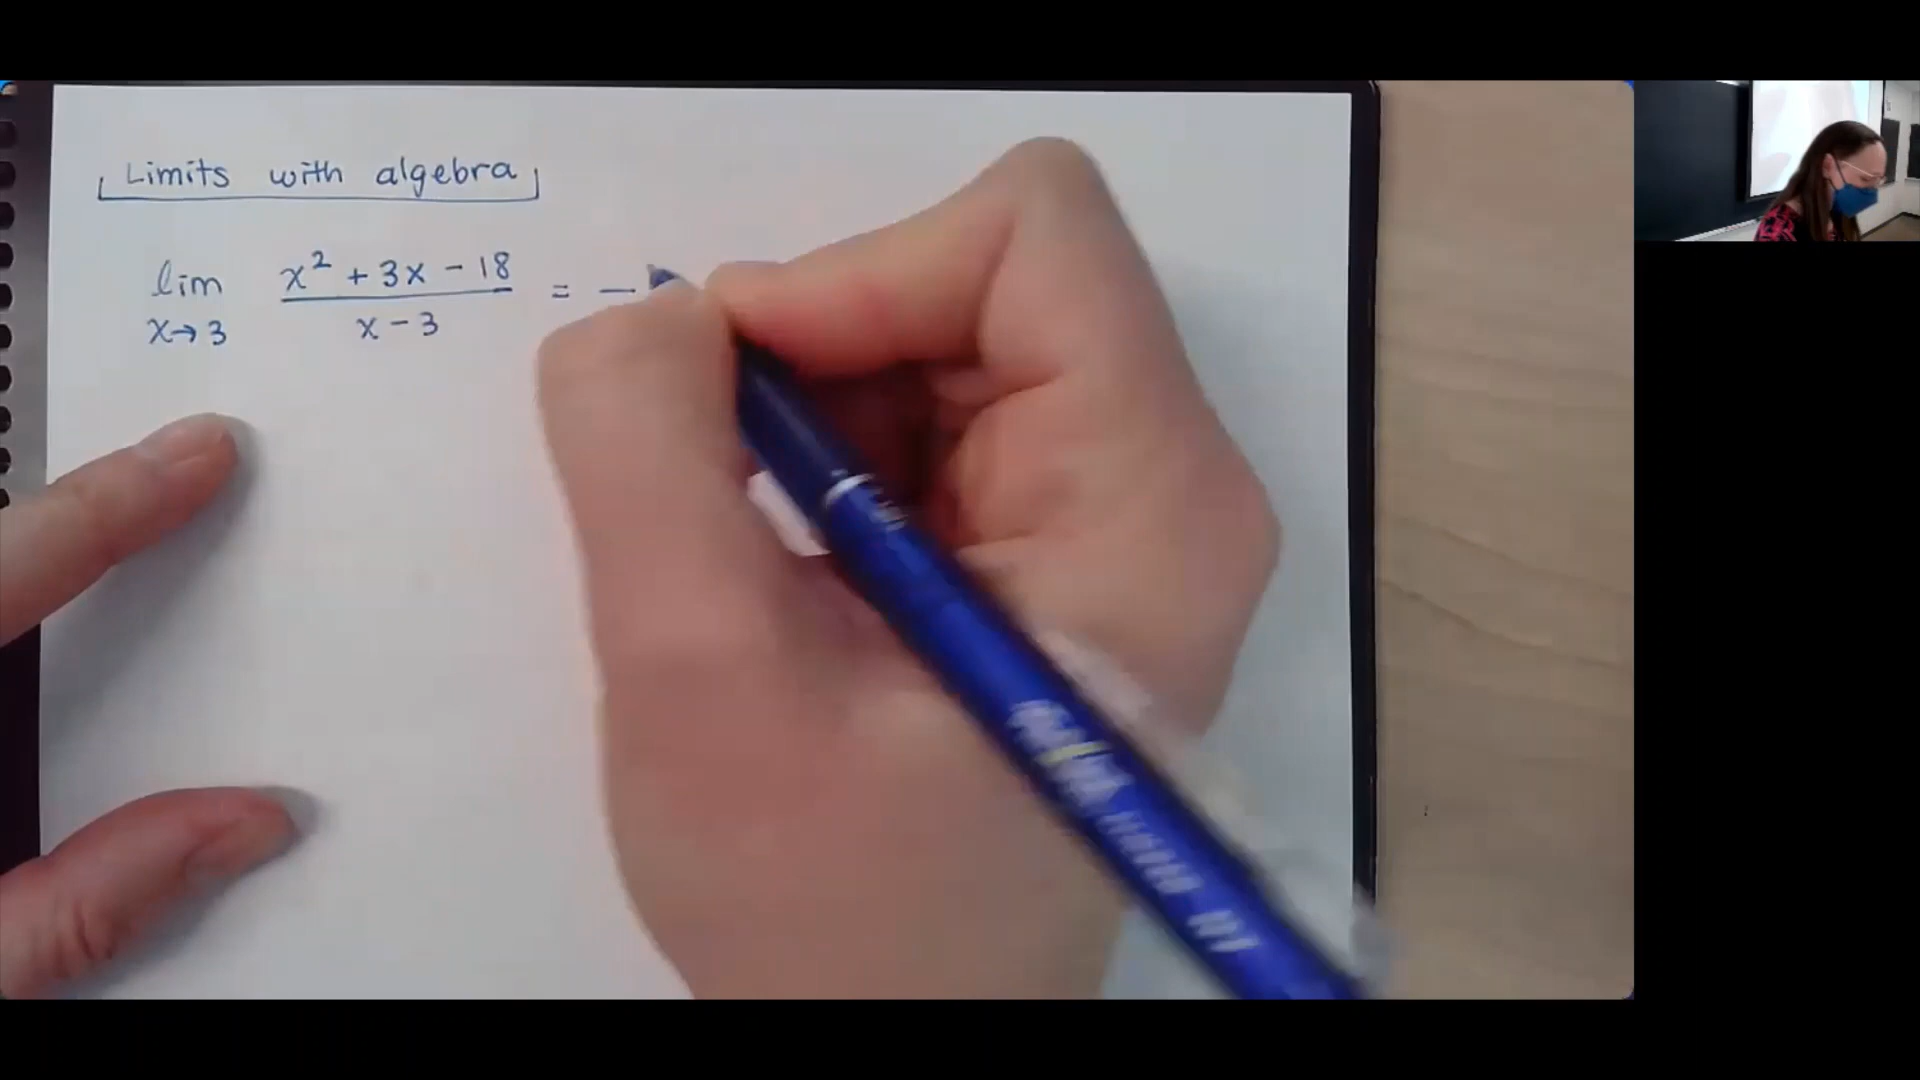 Limits with algebra
lim x² + 3x - 18 = —
x→3 x - 3